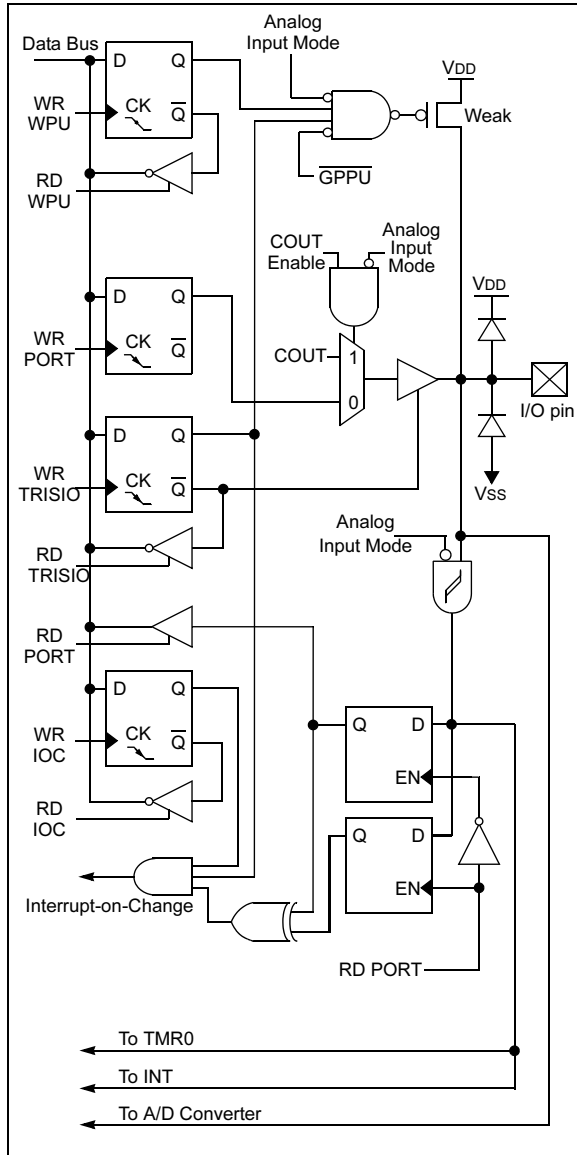 Analog
Input Mode
Data Bus
D Q
VDD
WR
WPU
CK Q
Weak
RD
WPU
GPPU
COUT
Enable
Analog
Input
Mode
D Q
VDD
WR
PORT
CK Q
COUT
1
0
I/O pin
D Q
WR
TRISIO
CK Q
VSS
Analog
Input Mode
RD
TRISIO
RD
PORT
D Q
Q D
WR
IOC
CK Q
EN
RD
IOC
Q D
EN
Interrupt-on-Change
RD PORT
To TMR0
To INT
To A/D Converter